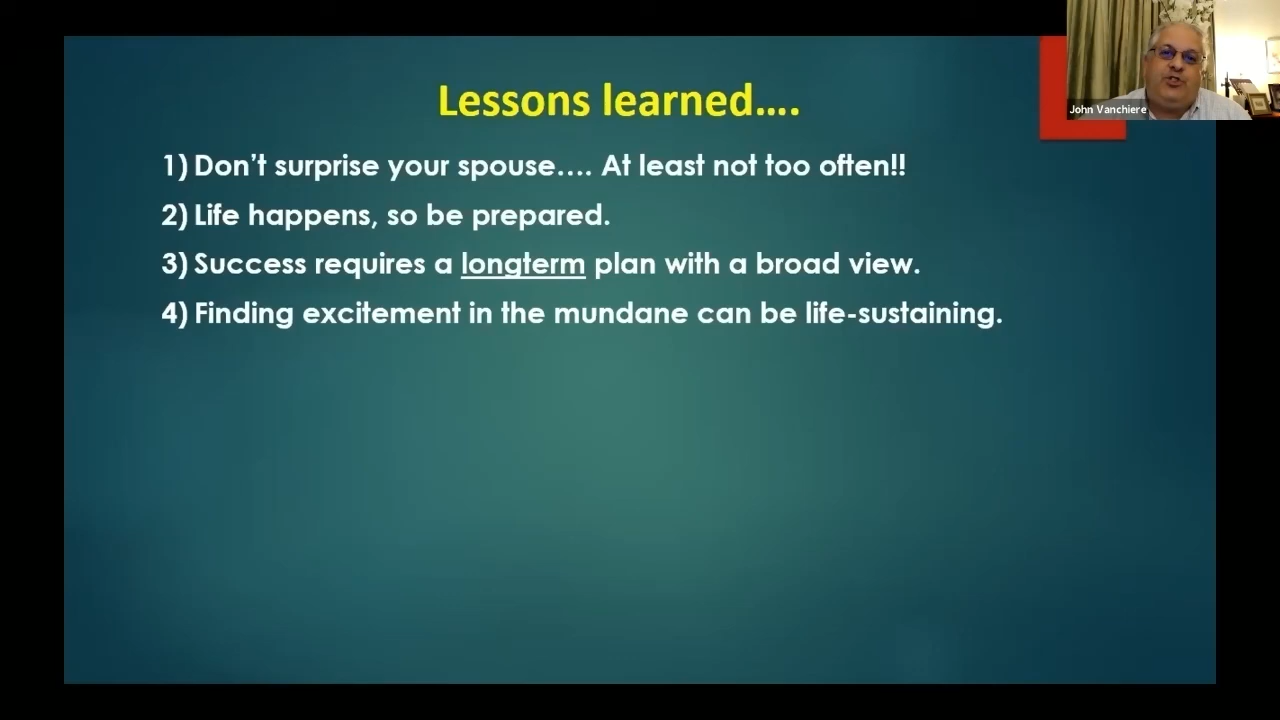 Lessons learned....
1) Don't surprise your spouse.... At least not too often!!
2) Life happens, so be prepared.
3) Success requires a longterm plan with a broad view.
4) Finding excitement in the mundane can be life-sustaining.
John Vanchiere